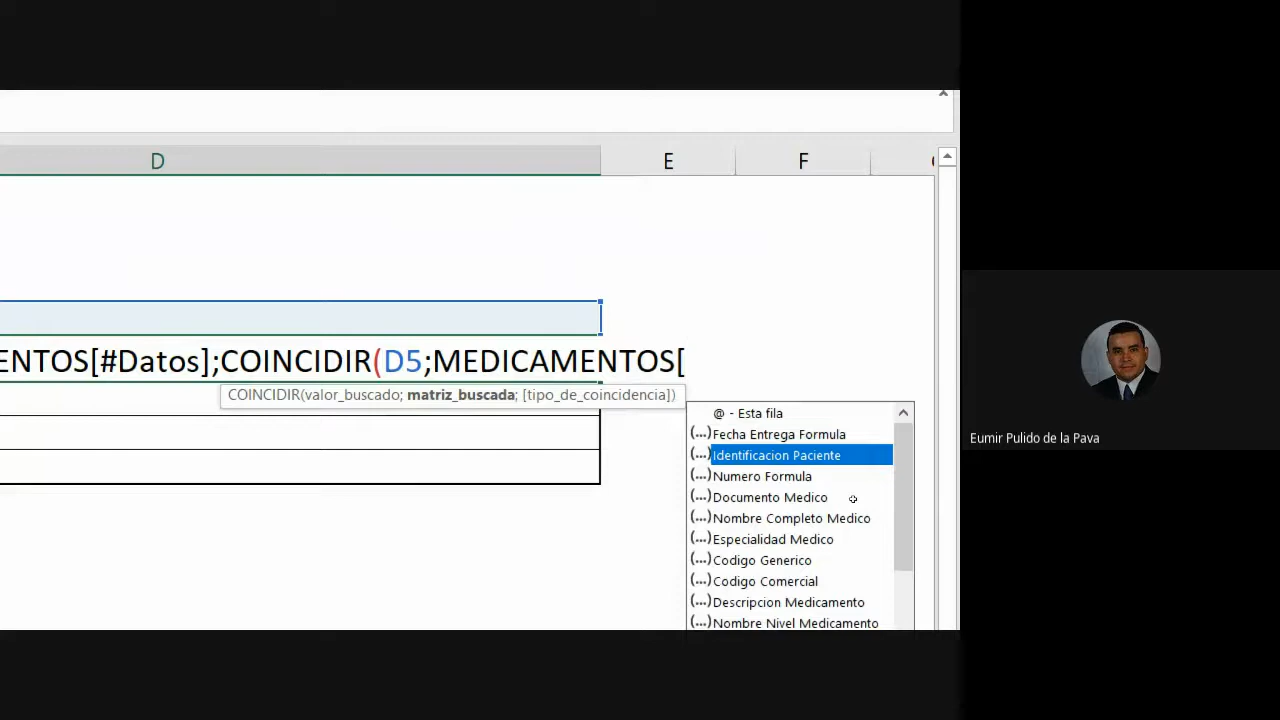 D E F
ENTOS[#Datos];COINCIDIR(D5;MEDICAMENTOS[
COINCIDIR(valor_buscado; matriz_buscada; [tipo_de_coincidencia])
@ - Esta fila
(...) Fecha Entrega Formula
(...) Identificacion Paciente
(...) Numero Formula
(...) Documento Medico
(...) Nombre Completo Medico
(...) Especialidad Medico
(...) Codigo Generico
(...) Codigo Comercial
(...) Descripcion Medicamento
(...) Nombre Nivel Medicamento
Eumir Pulido de la Pava